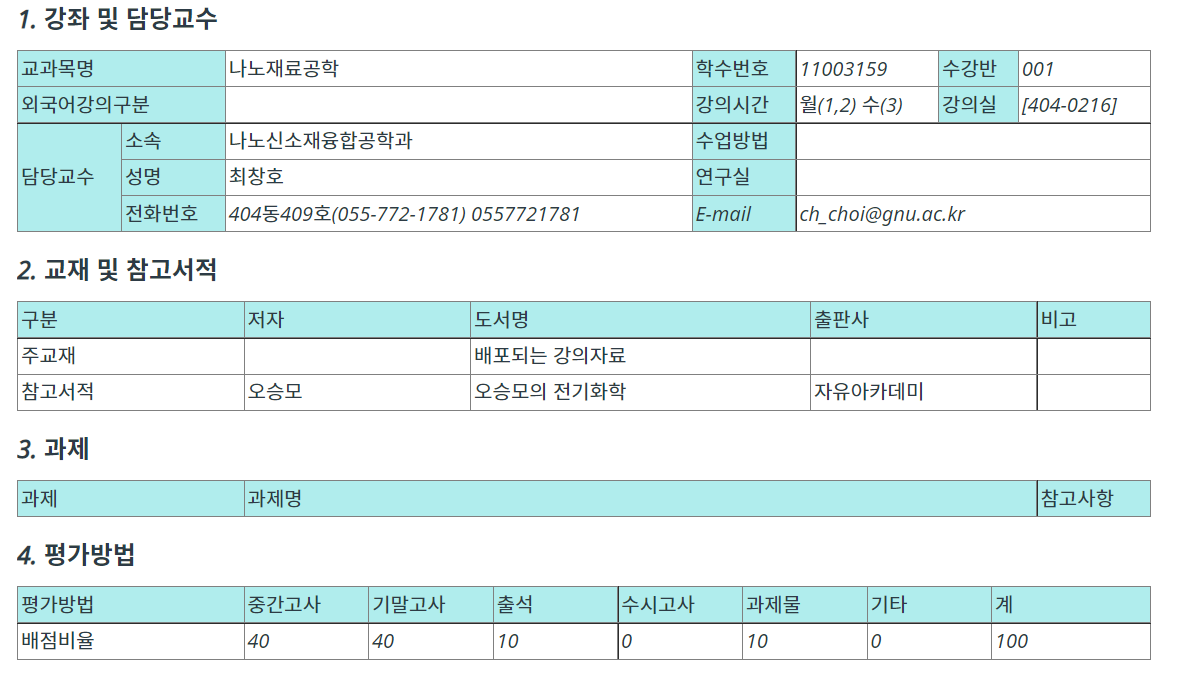 1. 강좌 및 담당교수
교과목명 나노재료공학 학수번호 11003159 수강반 001
외국어강의구분 강의시간 월(1,2) 수(3) 강의실 [404-0216]
담당교수 소속 나노신소재융합공학과 수업방법
성명 최창호 연구실
전화번호 404동409호(055-772-1781) 0557721781 E-mail ch_choi@gnu.ac.kr
2. 교재 및 참고서적
구분 저자 도서명 출판사 비고
주교재 배포되는 강의자료
참고서적 오승모 오승모의 전기화학 자유아카데미
3. 과제
과제 과제명 참고사항
4. 평가방법
평가방법 중간고사 기말고사 출석 수시고사 과제물 기타 계
배점비율 40 40 10 0 10 0 100